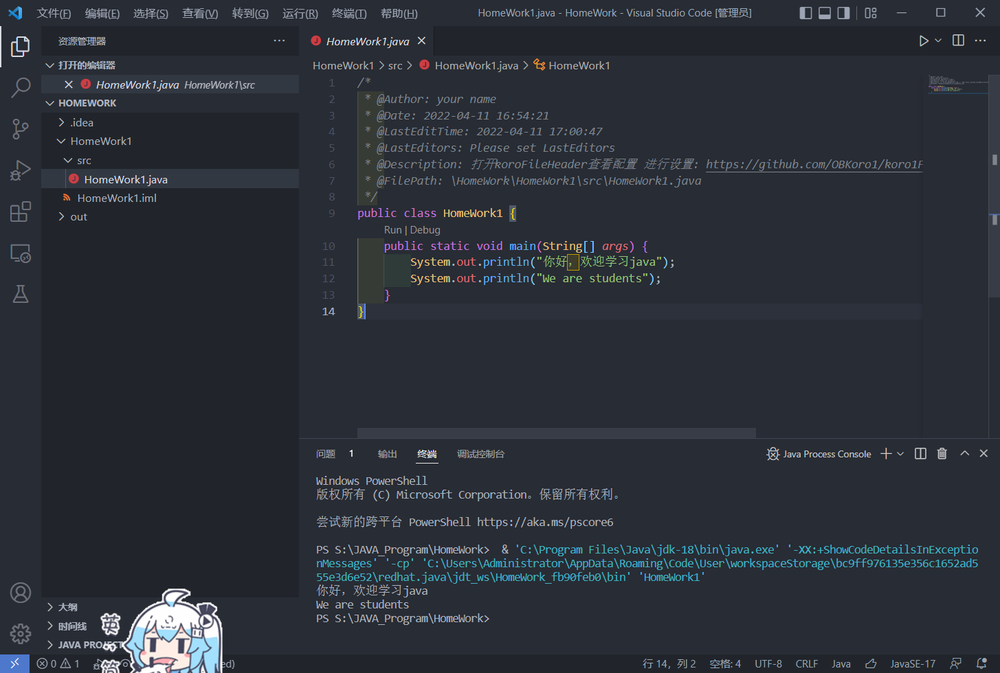 文件(F) 编辑(E) 选择(S) 查看(V) 转到(G) 运行(R) 终端(T) 帮助(H) HomeWork1.java - HomeWork - Visual Studio Code [管理员]
资源管理器
打开的编辑器
HomeWork1.java HomeWork1\src
HOMEWORK
.idea
HomeWork1
src
HomeWork1.java
HomeWork1.iml
out
大纲
时间线
JAVA PROJECT
HomeWork1.java
HomeWork1 > src > HomeWork1.java > HomeWork1
1 /*
2 * @Author: your name
3 * @Date: 2022-04-11 16:54:21
4 * @LastEditTime: 2022-04-11 17:00:47
5 * @LastEditors: Please set LastEditors
6 * @Description: 打开koroFileHeader查看配置 进行设置: https://github.com/OBKoro1/koro1F
7 * @FilePath: \HomeWork\HomeWork1\src\HomeWork1.java
8 */
9 public class HomeWork1 {
Run | Debug
10 public static void main(String[] args) {
11 System.out.println("你好，欢迎学习java");
12 System.out.println("We are students");
13 }
14 }
问题 1 输出 终端 调试控制台 Java Process Console
Windows PowerShell
版权所有 (C) Microsoft Corporation。保留所有权利。
尝试新的跨平台 PowerShell https://aka.ms/pscore6
PS S:\JAVA_Program\HomeWork>  & 'C:\Program Files\Java\jdk-18\bin\java.exe' '-XX:+ShowCodeDetailsInExceptio
nMessages' '-cp' 'C:\Users\Administrator\AppData\Roaming\Code\User\workspaceStorage\bc9ff976135e356c1652ad5
55e3d6e52\redhat.java\jdt_ws\HomeWork_fb90feb0\bin' 'HomeWork1'
你好，欢迎学习java
We are students
PS S:\JAVA_Program\HomeWork>
英
简
0 1 ed) 行 14，列 2 空格: 4 UTF-8 CRLF Java JavaSE-17